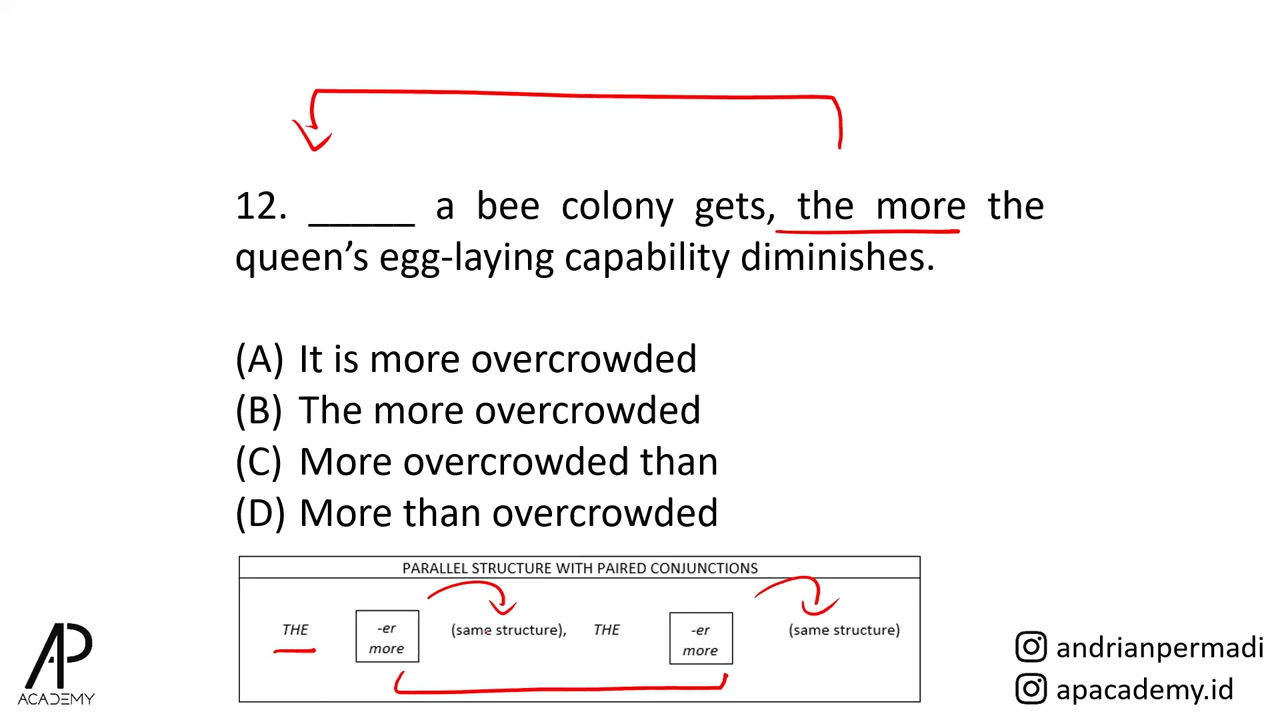 12. _____ a bee colony gets, the more the
queen’s egg-laying capability diminishes.
(A) It is more overcrowded
(B) The more overcrowded
(C) More overcrowded than
(D) More than overcrowded
PARALLEL STRUCTURE WITH PAIRED CONJUNCTIONS
THE -er more (same structure), THE -er more (same structure)
AP
ACADEMY
andrianpermadi
apacademy.id